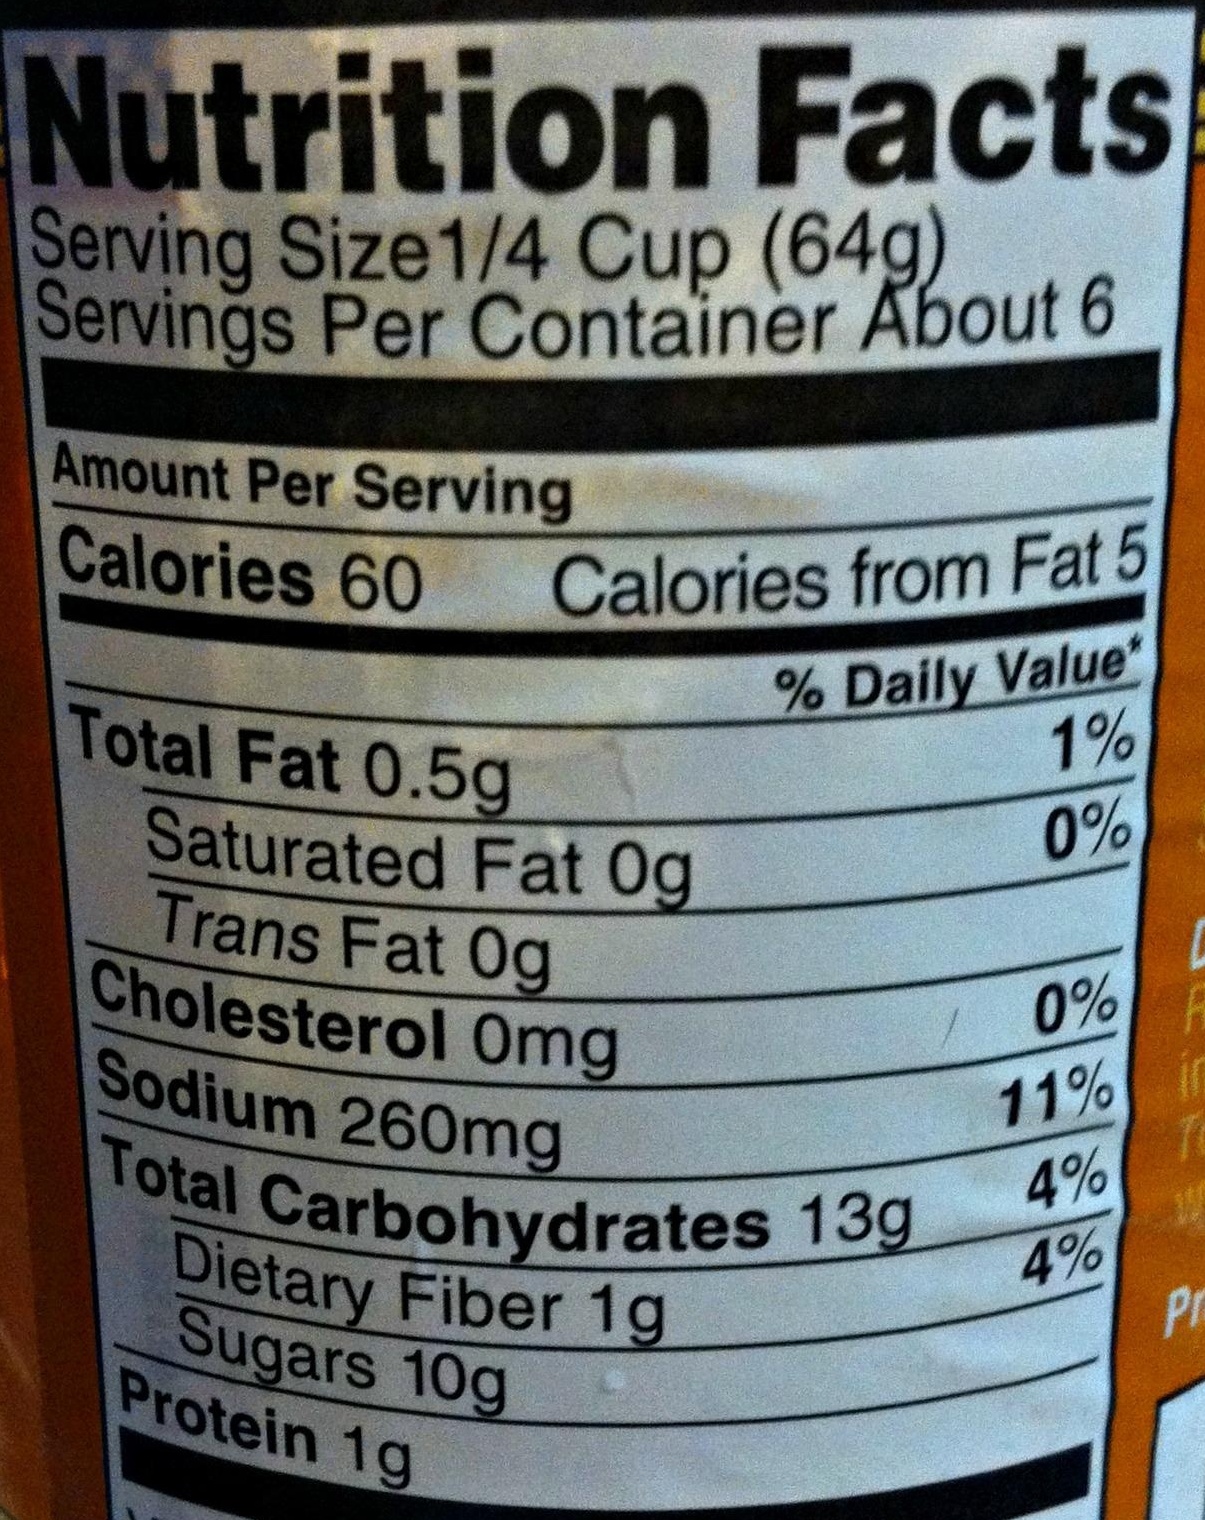 Nutrition Facts
Serving Size1/4 Cup (64g)
Servings Per Container About 6
Amount Per Serving
Calories 60 Calories from Fat 5
% Daily Value*
Total Fat 0.5g 1%
Saturated Fat 0g 0%
Trans Fat 0g
Cholesterol 0mg 0%
Sodium 260mg 11%
Total Carbohydrates 13g 4%
Dietary Fiber 1g 4%
Sugars 10g
Protein 1g